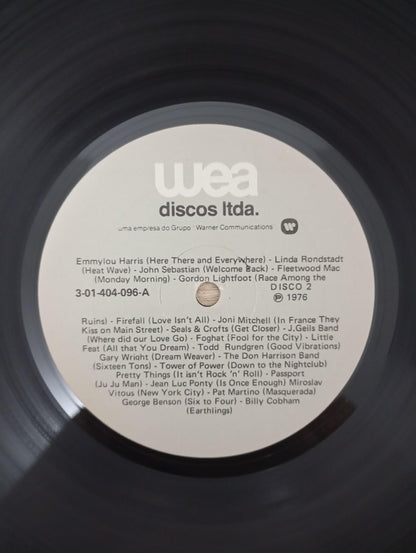 wea
discos ltda.
uma empresa do Grupo Warner Communications
Emmylou Harris (Here There and Everywhere) - Linda Rondstadt
(Heat Wave) - John Sebastian (Welcome Back) - Fleetwood Mac
(Monday Morning) - Gordon Lightfoot (Race Among the
3-01-404-096-A
DISCO 2
℗ 1976
Ruins) - Firefall (Love Isn't All) - Joni Mitchell (In France They
Kiss on Main Street) - Seals & Crofts (Get Closer) - J.Geils Band
(Where did our Love Go) - Foghat (Fool for the City) - Little
Feat (All that You Dream) - Todd Rundgren (Good Vibrations)
Gary Wright (Dream Weaver) - The Don Harrison Band
(Sixteen Tons) - Tower of Power (Down to the Nightclub)
Pretty Things (It isn't Rock 'n' Roll) - Passport
(Ju Ju Man) - Jean Luc Ponty (Is Once Enough) Miroslav
Vitous (New York City) - Pat Martino (Masquerada)
George Benson (Six to Four) - Billy Cobham
(Earthlings)